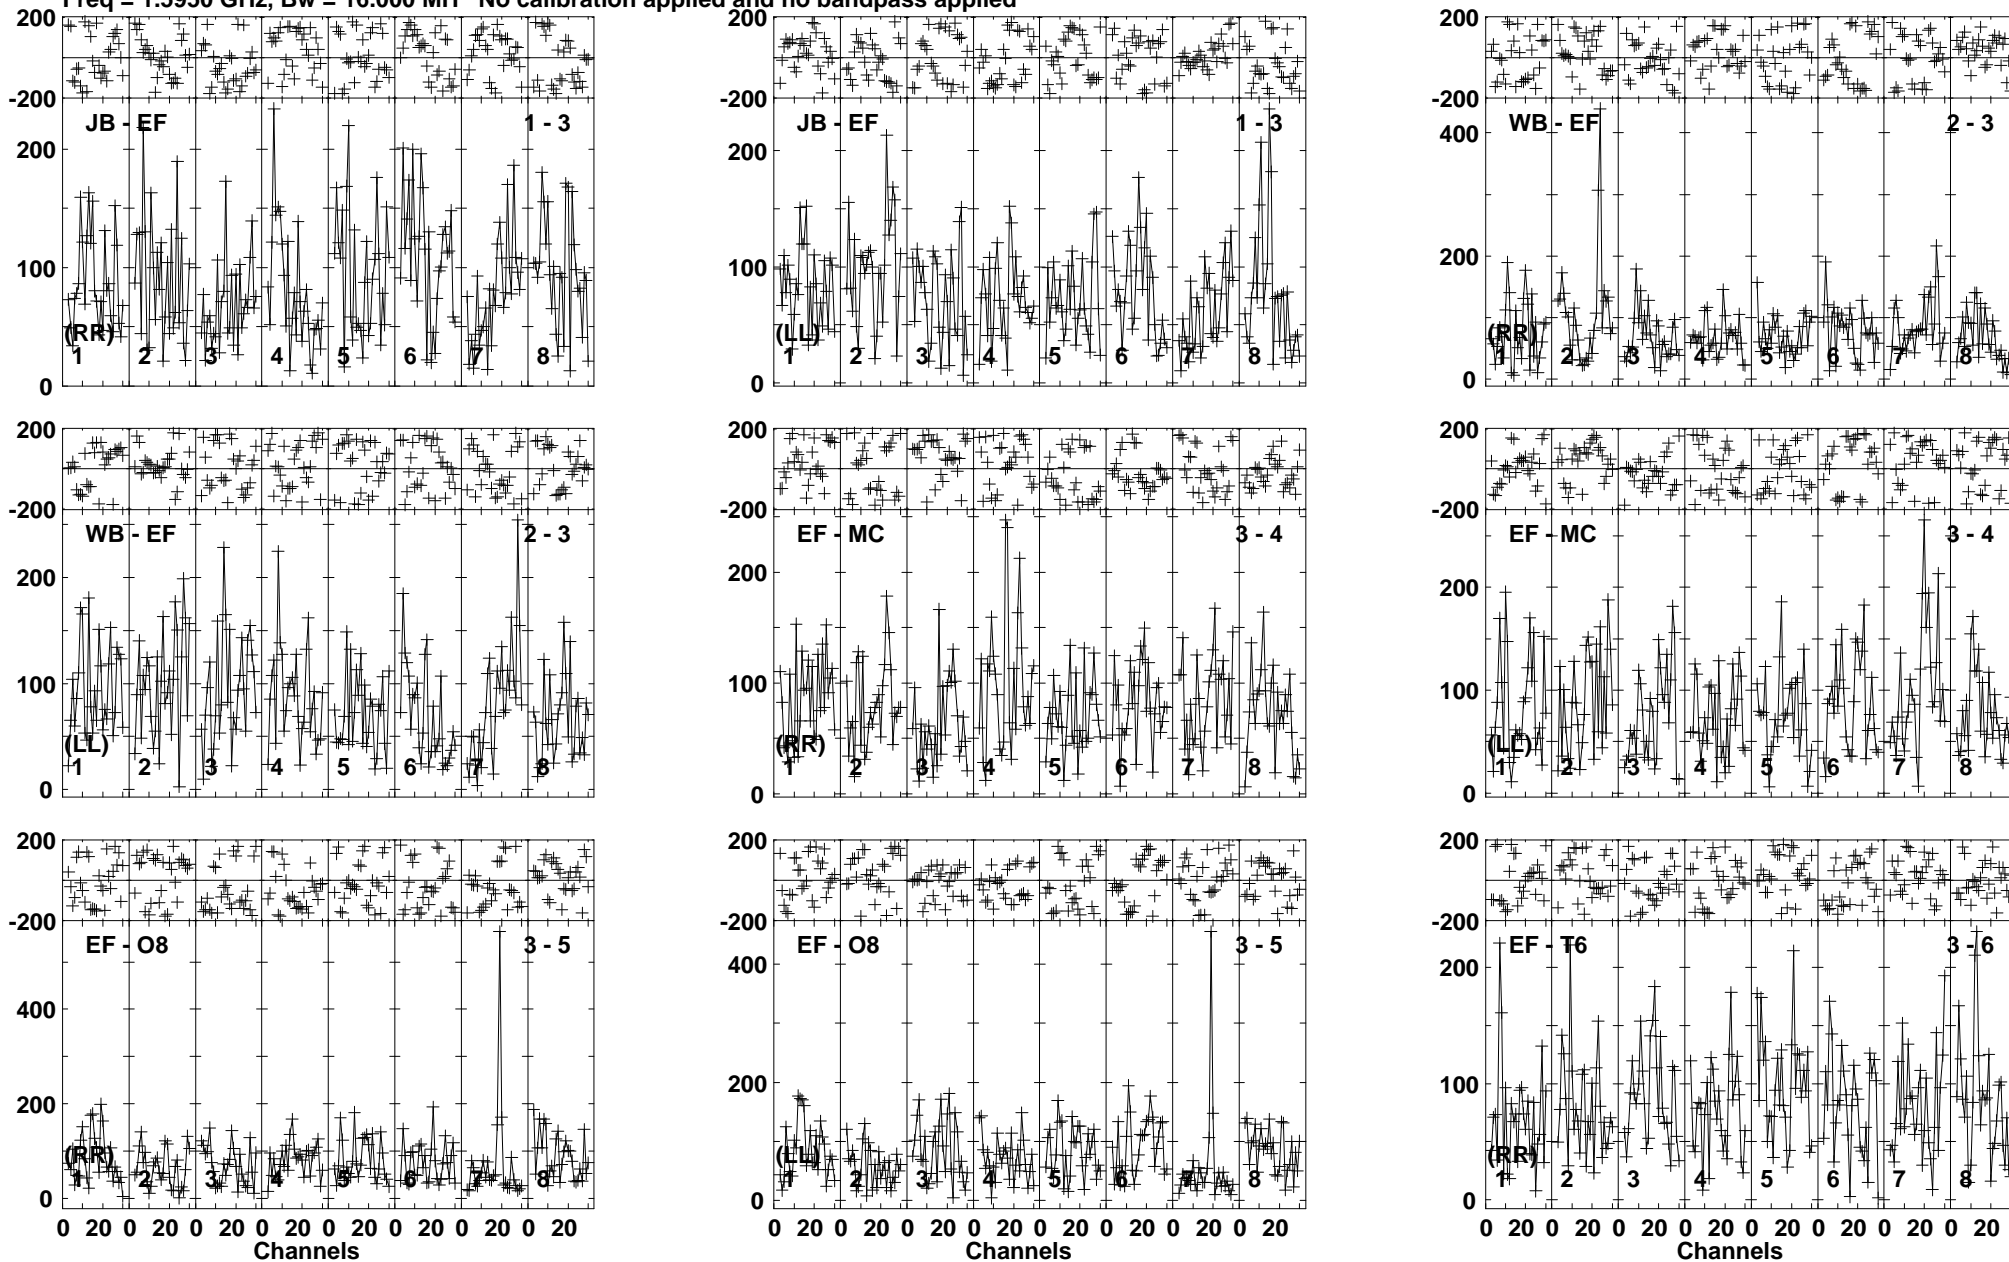 Freq = 1.5950 GHz, Bw = 16.000 MH No calibration applied and no bandpass applied
200 200 200
-200 -200 -200
JB - EF 1 - 3 JB - EF 1 - 3 WB - EF 2 - 3
200 200 400
100 100 200
(RR) (LL) (RR)
1 2 3 4 5 6 7 8 1 2 3 4 5 6 7 8 1 2 3 4 5 6 7 8
0 0 0
200 200 200
-200 -200 -200
WB - EF 2 - 3 EF - MC 3 - 4 EF - MC 3 - 4
200 200 200
100 100 100
(LL) (RR) (LL)
1 2 3 4 5 6 7 8 1 2 3 4 5 6 7 8 1 2 3 4 5 6 7 8
0 0 0
200 200 200
-200 -200 -200
EF - O8 3 - 5 EF - O8 3 - 5 EF - T6 3 - 6
400 400 200
200 200 100
(RR) (LL) (RR)
1 2 3 4 5 6 7 8 1 2 3 4 5 6 7 8 1 2 3 4 5 6 7 8
0 0 0
0 20 0 20 0 20 0 20 0 20 0 20 0 20 0 20 0 20 0 20 0 20 0 20 0 20 0 20 0 20 0 20 0 20 0 20 0 20 0 20 0 20 0 20 0 20 0 20
Channels Channels Channels